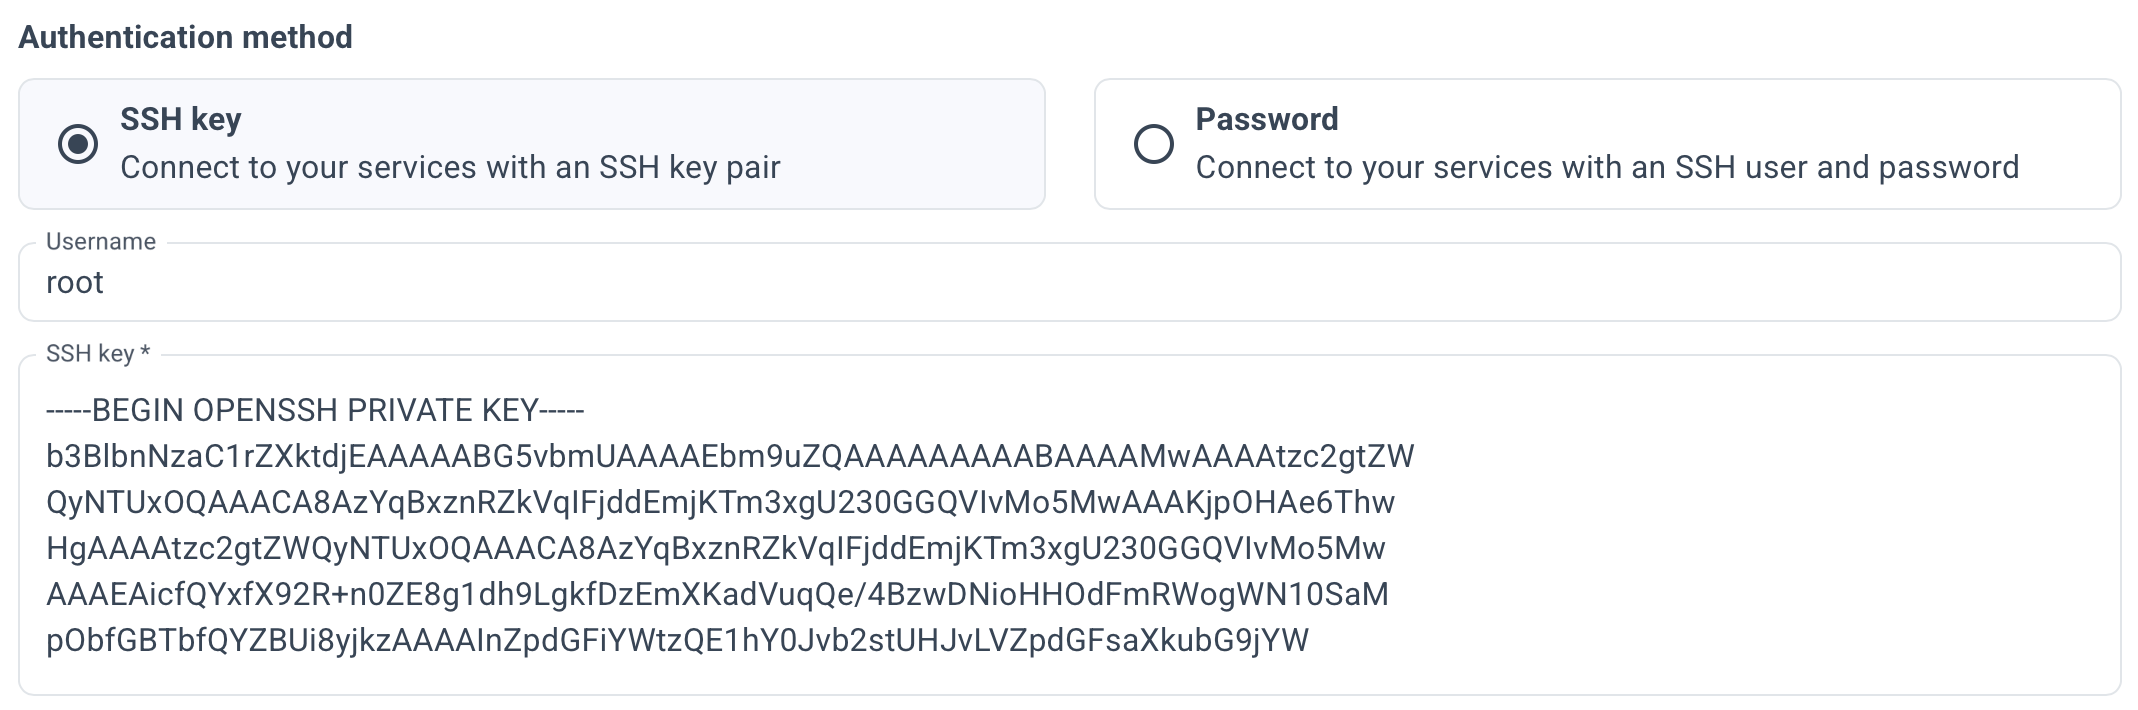 Authentication method
SSH key
Connect to your services with an SSH key pair
Password
Connect to your services with an SSH user and password
Username
root
SSH key *
-----BEGIN OPENSSH PRIVATE KEY-----
b3BlbnNzaC1rZXktdjEAAAAABG5vbmUAAAAEbm9uZQAAAAAAAAABAAAAMwAAAAtzc2gtZW
QyNTUxOQAAACA8AzYqBxznRZkVqIFjddEmjKTm3xgU230GGQVIvMo5MwAAAKjpOHAe6Thw
HgAAAAtzc2gtZWQyNTUxOQAAACA8AzYqBxznRZkVqIFjddEmjKTm3xgU230GGQVIvMo5Mw
AAAEAicfQYxfX92R+n0ZE8g1dh9LgkfDzEmXKadVuqQe/4BzwDNioHHOdFmRWogWN10SaM
pObfGBTbfQYZBUi8yjkzAAAAInZpdGFiYWtzQE1hY0Jvb2stUHJvLVZpdGFsaXkubG9jYW